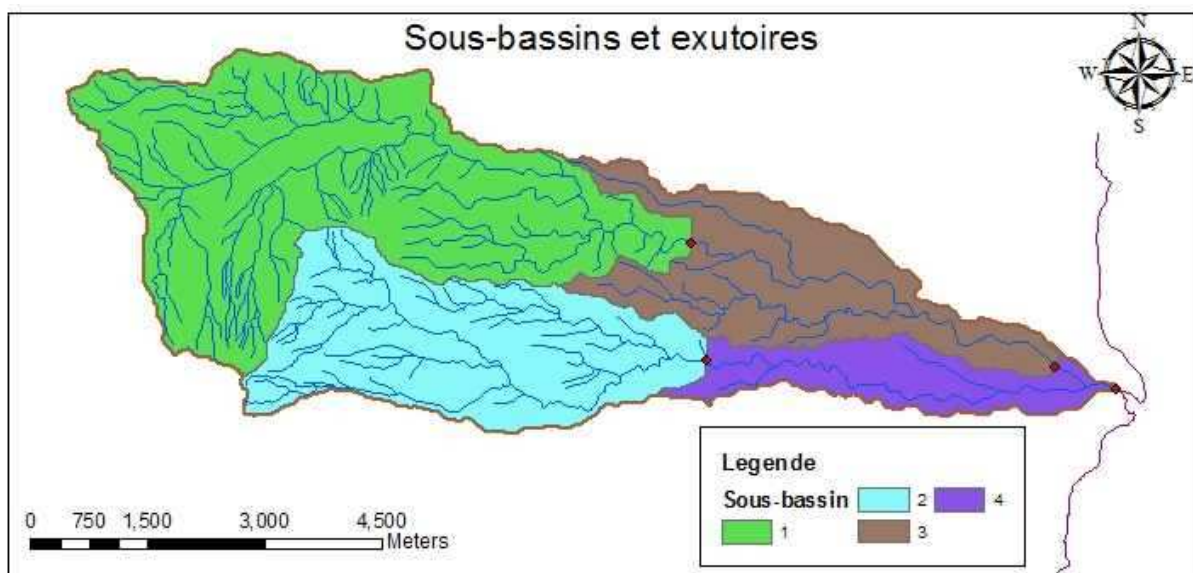 Sous-bassins et exutoires
N
W E
S
Legende
Sous-bassin 2 4
1 3
0 750 1,500 3,000 4,500
Meters